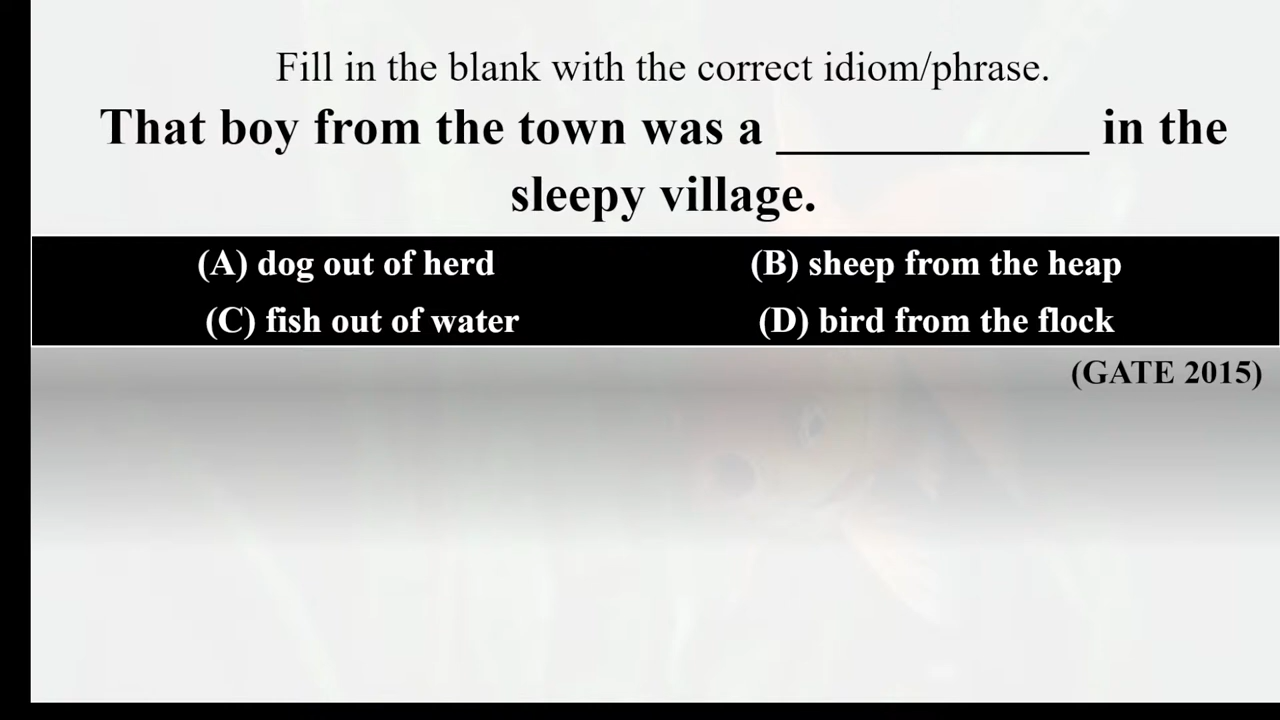 Fill in the blank with the correct idiom/phrase.
That boy from the town was a ____________ in the
sleepy village.
(A) dog out of herd (B) sheep from the heap
(C) fish out of water (D) bird from the flock
(GATE 2015)